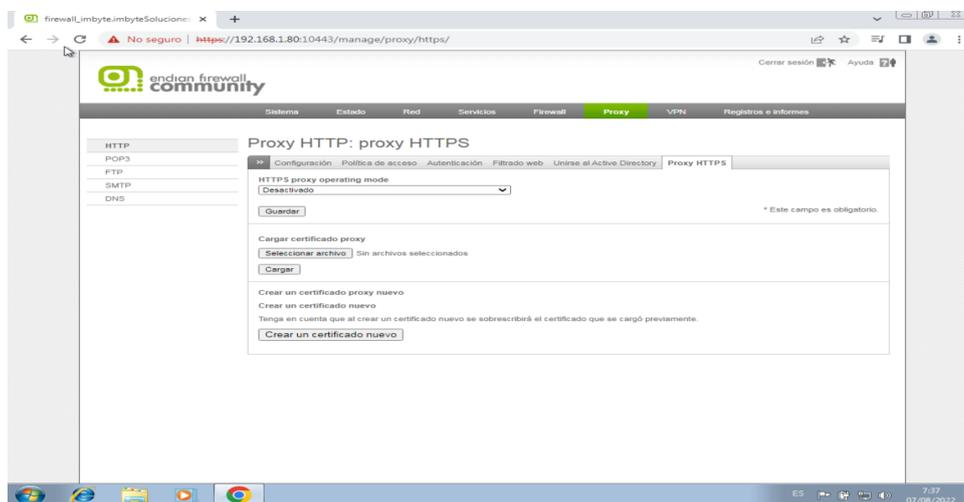 firewall_imbyte.imbyteSolucione:
No seguro | https://192.168.1.80:10443/manage/proxy/https/
Cerrar sesión Ayuda
endian firewall
community
Sistema Estado Red Servicios Firewall Proxy VPN Registros e informes
HTTP
POP3
FTP
SMTP
DNS
Proxy HTTP: proxy HTTPS
>> Configuración Política de acceso Autenticación Filtrado web Unirse al Active Directory Proxy HTTPS
HTTPS proxy operating mode
Desactivado
Guardar
* Este campo es obligatorio.
Cargar certificado proxy
Seleccionar archivo Sin archivos seleccionados
Cargar
Crear un certificado proxy nuevo
Crear un certificado nuevo
Tenga en cuenta que al crear un certificado nuevo se sobrescribirá el certificado que se cargó previamente.
Crear un certificado nuevo
ES 7:37
07/08/2022